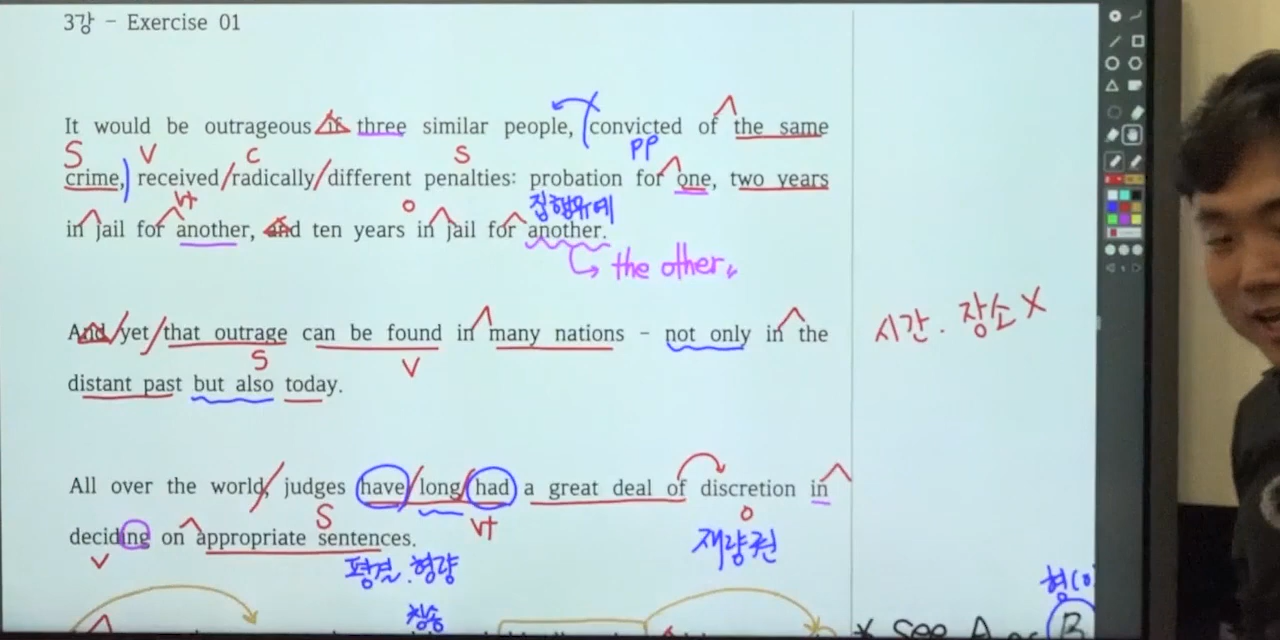 3강 - Exercise 01
It would be outrageous if three similar people, (convicted of the same
PP
S V C S
crime,) received/radically/different penalties: probation for one, two years
vt O 집행유예
in jail for another, and ten years in jail for another.
the other.
And/yet/that outrage can be found in many nations - not only in the
시간. 장소 X
S V
distant past but also today.
All over the world, judges have/long/had a great deal of discretion in
S vt O
deciding on appropriate sentences.
재량권
V
평결. 형량
형(
* see A as B